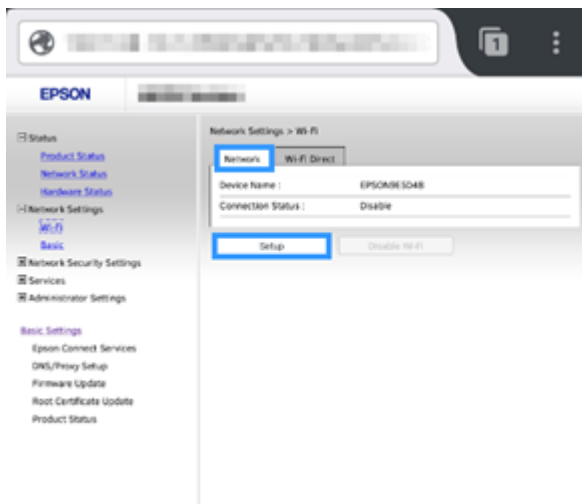 1
EPSON
Status
Product Status
Network Status
Hardware Status
Network Settings
Wi-Fi
Basic
Network Security Settings
Services
Administrator Settings
Basic Settings
Epson Connect Services
DNS/Proxy Setup
Firmware Update
Root Certificate Update
Product Status
Network Settings > Wi-Fi
Network Wi-Fi Direct
Device Name : EPSON9E5D4B
Connection Status : Disable
Setup Disable Wi-Fi